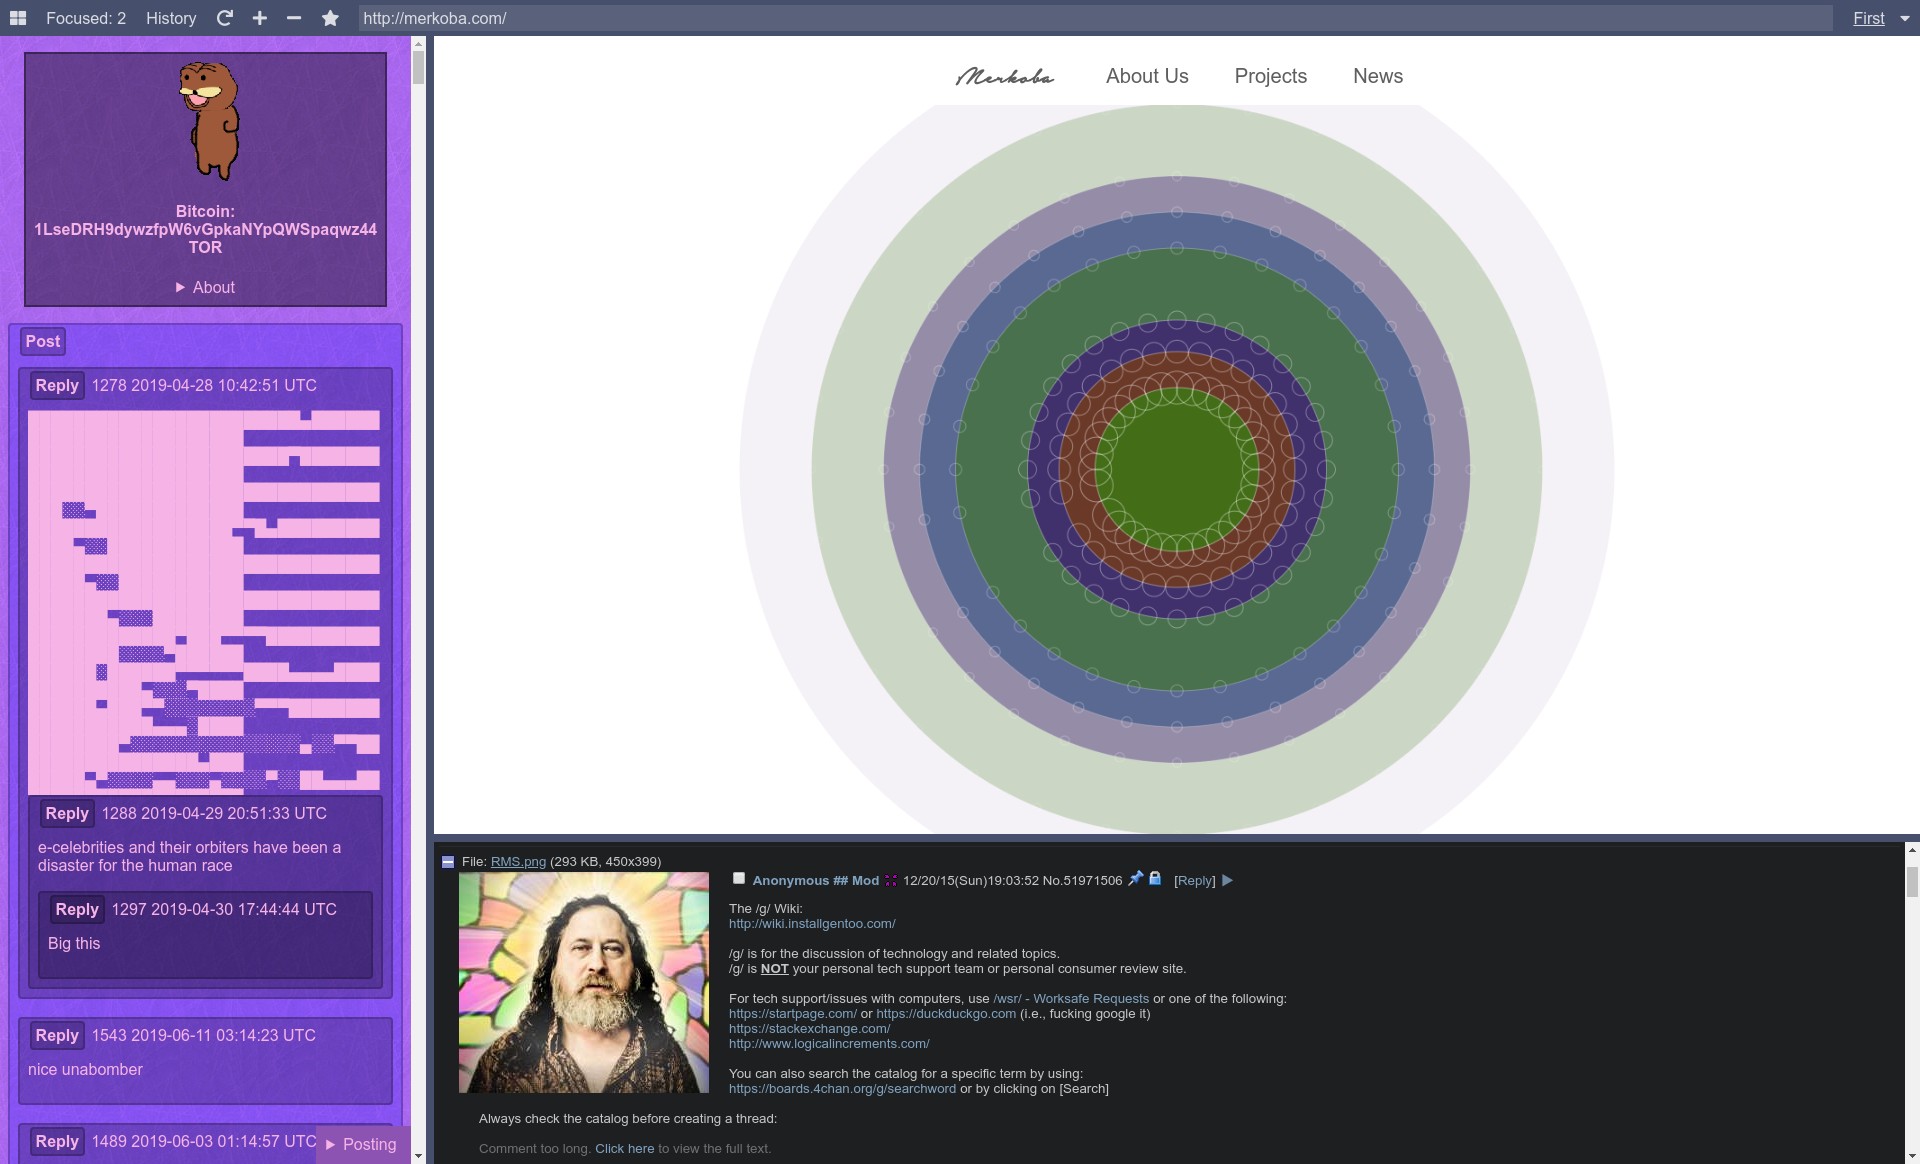 Focused: 2 History http://merkoba.com/ First
Bitcoin:
1LseDRH9dywzfpW6vGpkaNYpQWSpaqwz44
TOR
▶ About
Post
Reply 1278 2019-04-28 10:42:51 UTC
Reply 1288 2019-04-29 20:51:33 UTC
e-celebrities and their orbiters have been a
disaster for the human race
Reply 1297 2019-04-30 17:44:44 UTC
Big this
Reply 1543 2019-06-11 03:14:23 UTC
nice unabomber
Reply 1489 2019-06-03 01:14:57 UTC
▶ Posting
Merkoba About Us Projects News
File: RMS.png (293 KB, 450x399)
Anonymous ## Mod 12/20/15(Sun)19:03:52 No.51971506 [Reply] ▶
The /g/ Wiki:
http://wiki.installgentoo.com/
/g/ is for the discussion of technology and related topics.
/g/ is NOT your personal tech support team or personal consumer review site.
For tech support/issues with computers, use /wsr/ - Worksafe Requests or one of the following:
https://startpage.com/ or https://duckduckgo.com (i.e., fucking google it)
https://stackexchange.com/
http://www.logicalincrements.com/
You can also search the catalog for a specific term by using:
https://boards.4chan.org/g/searchword or by clicking on [Search]
Always check the catalog before creating a thread:
Comment too long. Click here to view the full text.